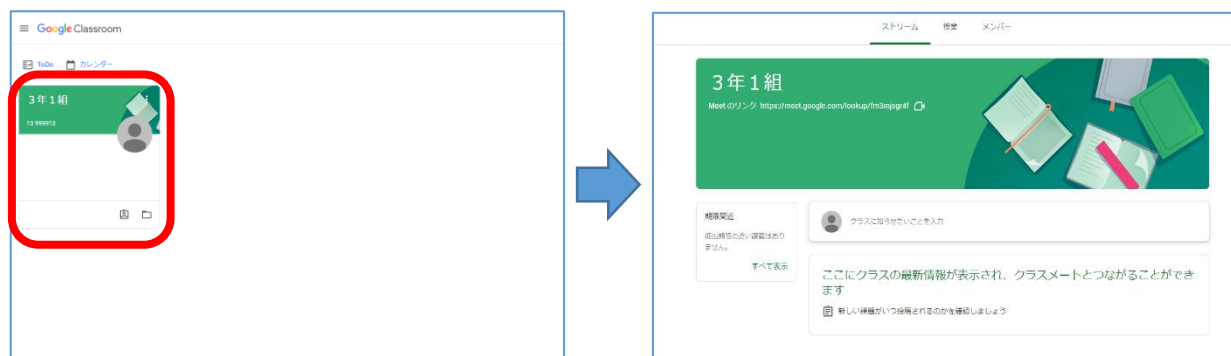 Google Classroom
ToDo カレンダー
3年1組
13 999913
ストリーム 授業 メンバー
3年1組
Meet のリンク https://meet.google.com/lookup/fm3mjsgr4f
期限間近
提出期限の近い課題はあり
ません。
すべて表示
クラスに知らせたいことを入力
ここにクラスの最新情報が表示され、クラスメートとつながることができ
ます
新しい課題がいつ投稿されるのかを確認しましょう